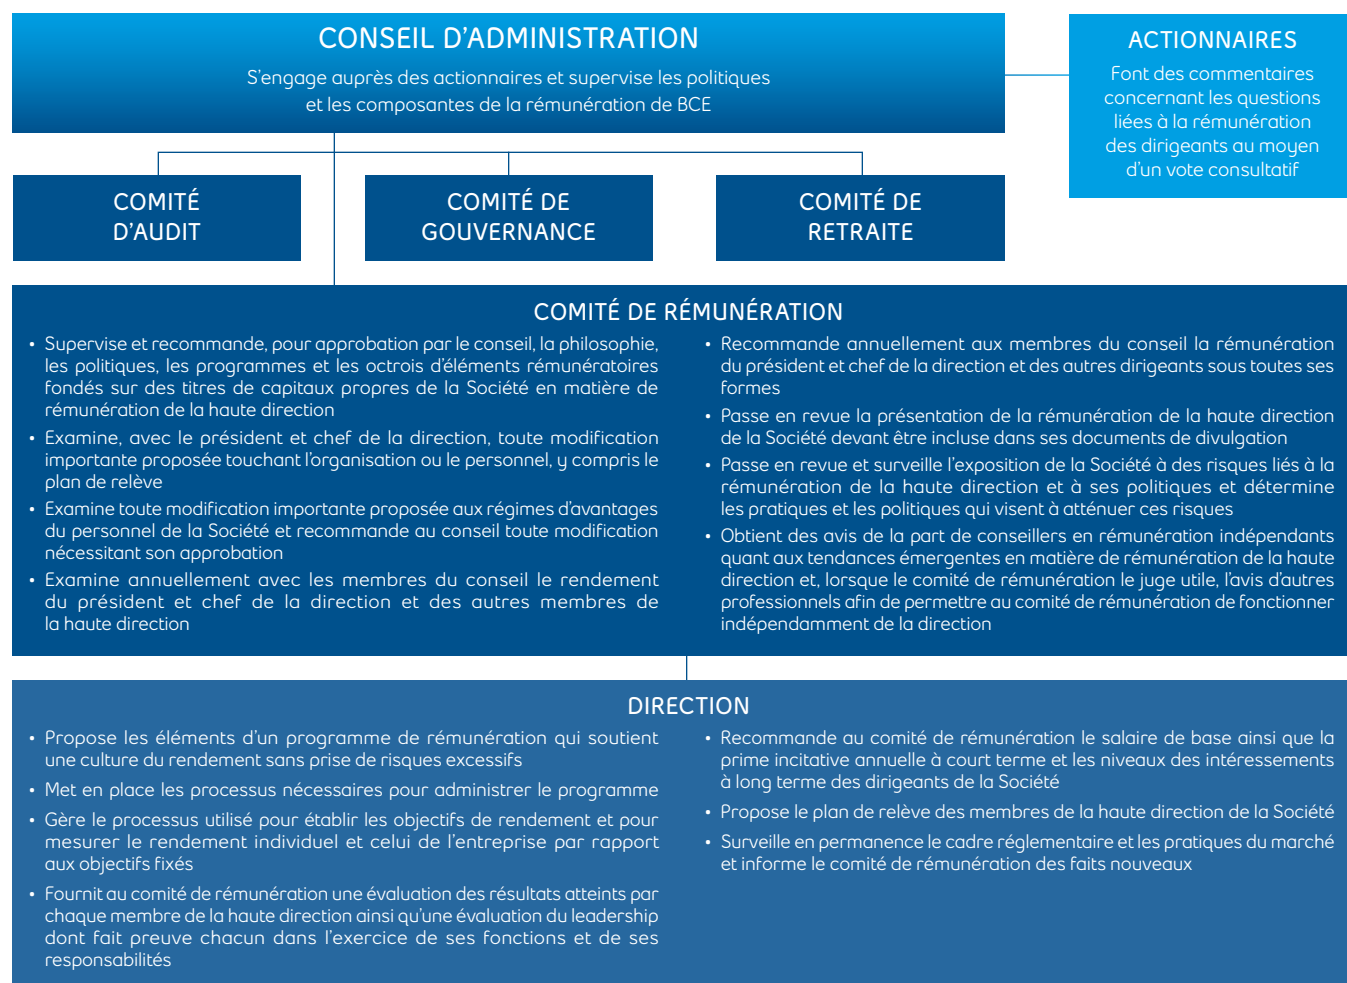 CONSEIL D'ADMINISTRATION
S'engage auprès des actionnaires et supervise les politiques
et les composantes de la rémunération de BCE
ACTIONNAIRES
Font des commentaires
concernant les questions
liées à la rémunération
des dirigeants au moyen
d'un vote consultatif
COMITÉ
D'AUDIT
COMITÉ DE
GOUVERNANCE
COMITÉ DE
RETRAITE
COMITÉ DE RÉMUNÉRATION
• Supervise et recommande, pour approbation par le conseil, la philosophie,
les politiques, les programmes et les octrois d'éléments rémunératoires
fondés sur des titres de capitaux propres de la Société en matière de
rémunération de la haute direction
• Examine, avec le président et chef de la direction, toute modification
importante proposée touchant l'organisation ou le personnel, y compris le
plan de relève
• Examine toute modification importante proposée aux régimes d'avantages
du personnel de la Société et recommande au conseil toute modification
nécessitant son approbation
• Examine annuellement avec les membres du conseil le rendement
du président et chef de la direction et des autres membres de
la haute direction
• Recommande annuellement aux membres du conseil la rémunération
du président et chef de la direction et des autres dirigeants sous toutes ses
formes
• Passe en revue la présentation de la rémunération de la haute direction
de la Société devant être incluse dans ses documents de divulgation
• Passe en revue et surveille l'exposition de la Société à des risques liés à la
rémunération de la haute direction et à ses politiques et détermine
les pratiques et les politiques qui visent à atténuer ces risques
• Obtient des avis de la part de conseillers en rémunération indépendants
quant aux tendances émergentes en matière de rémunération de la haute
direction et, lorsque le comité de rémunération le juge utile, l'avis d'autres
professionnels afin de permettre au comité de rémunération de fonctionner
indépendamment de la direction
DIRECTION
• Propose les éléments d'un programme de rémunération qui soutient
une culture du rendement sans prise de risques excessifs
• Met en place les processus nécessaires pour administrer le programme
• Gère le processus utilisé pour établir les objectifs de rendement et pour
mesurer le rendement individuel et celui de l'entreprise par rapport
aux objectifs fixés
• Fournit au comité de rémunération une évaluation des résultats atteints par
chaque membre de la haute direction ainsi qu'une évaluation du leadership
dont fait preuve chacun dans l'exercice de ses fonctions et de ses
responsabilités
• Recommande au comité de rémunération le salaire de base ainsi que la
prime incitative annuelle à court terme et les niveaux des intéressements
à long terme des dirigeants de la Société
• Propose le plan de relève des membres de la haute direction de la Société
• Surveille en permanence le cadre réglementaire et les pratiques du marché
et informe le comité de rémunération des faits nouveaux